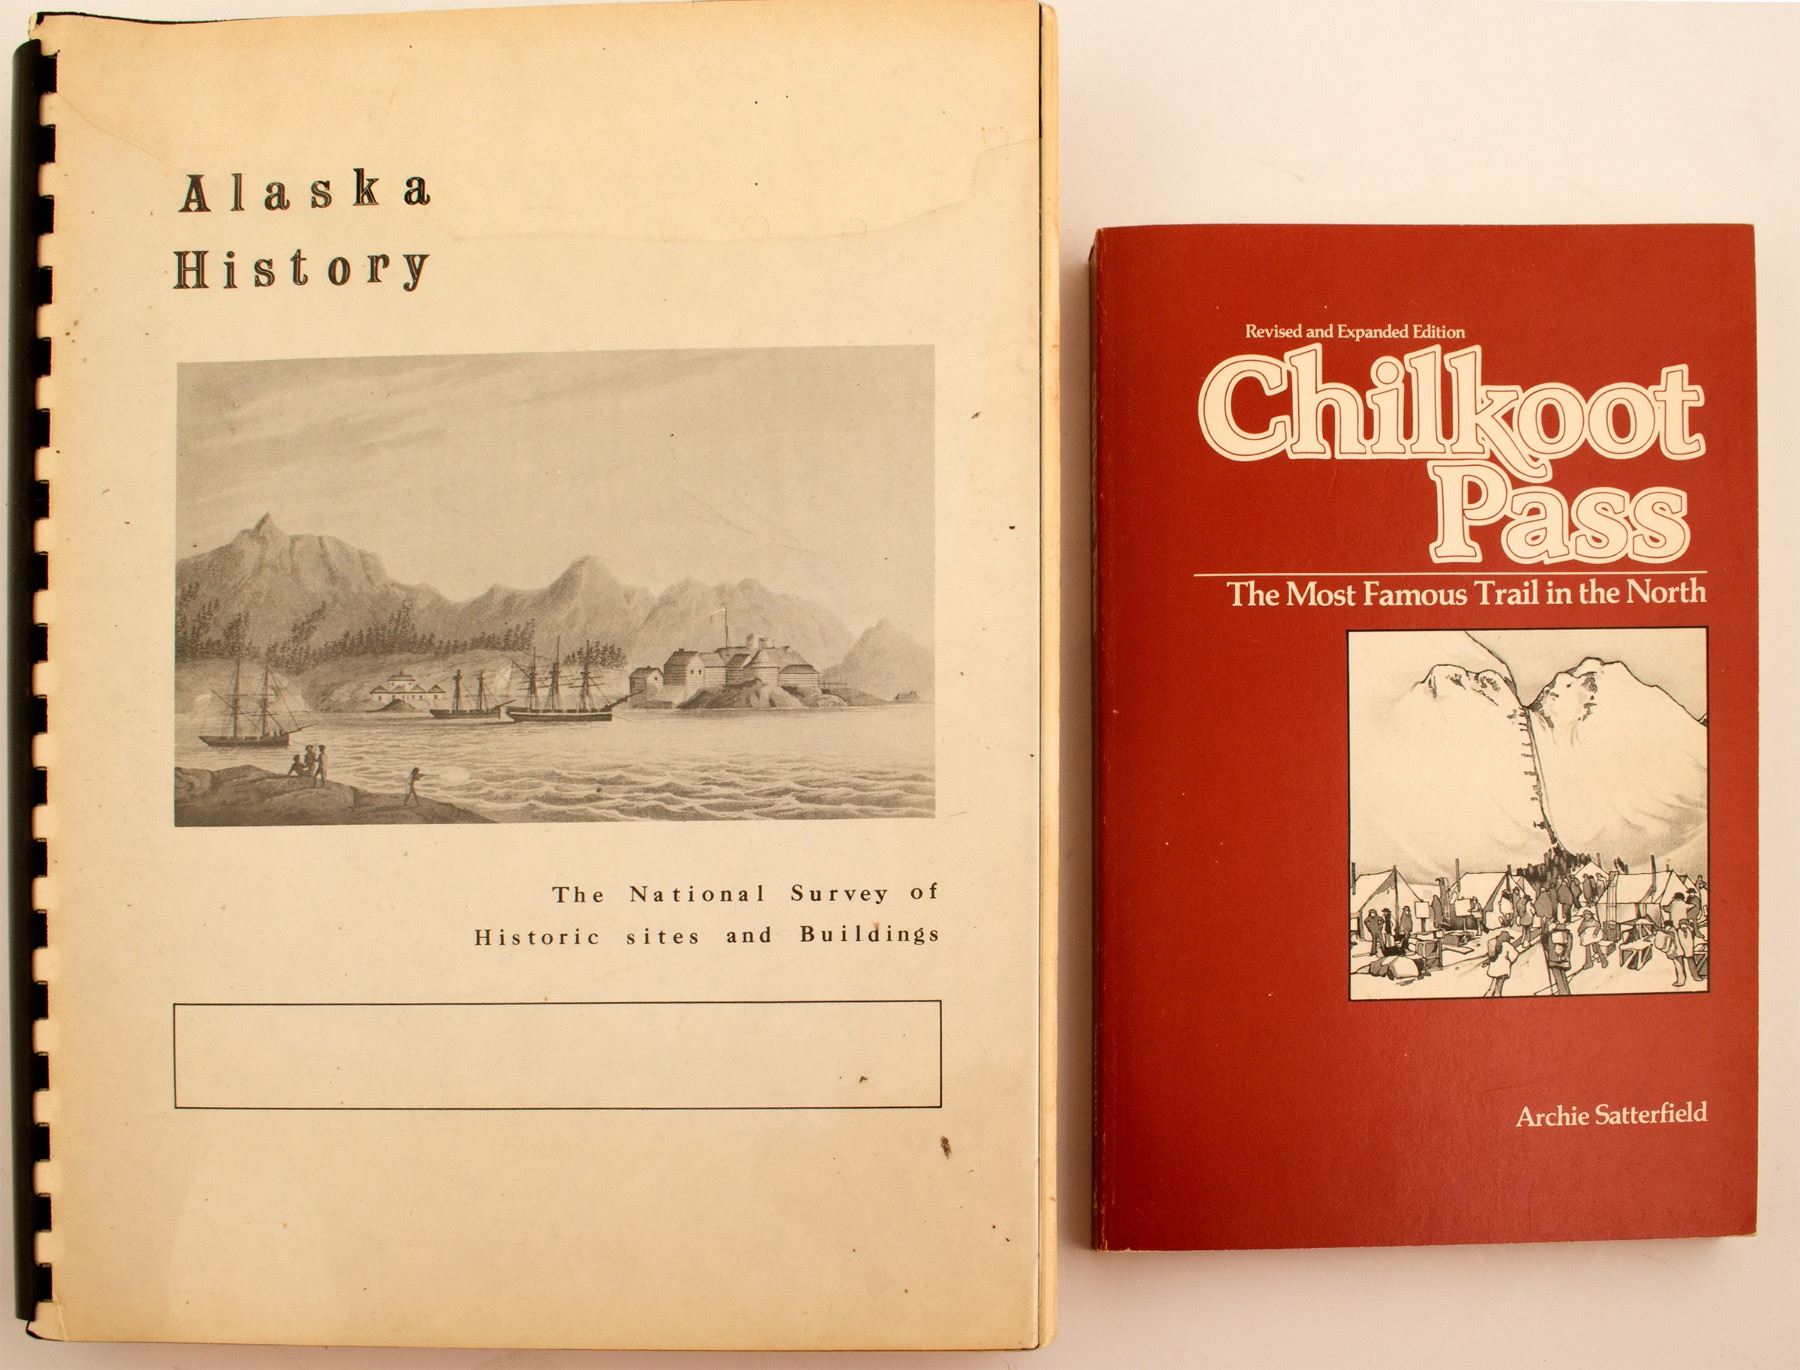 Alaska
History
The National Survey of
Historic sites and Buildings
Revised and Expanded Edition
Chilkoot
Pass
The Most Famous Trail in the North
Archie Satterfield